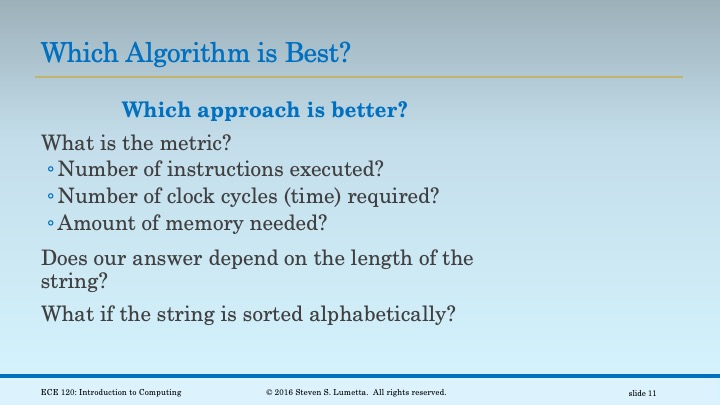 Which Algorithm is Best?
Which approach is better?
What is the metric?
◦Number of instructions executed?
◦Number of clock cycles (time) required?
◦Amount of memory needed?
Does our answer depend on the length of the
string?
What if the string is sorted alphabetically?
ECE 120: Introduction to Computing
© 2016 Steven S. Lumetta.  All rights reserved.
slide 11